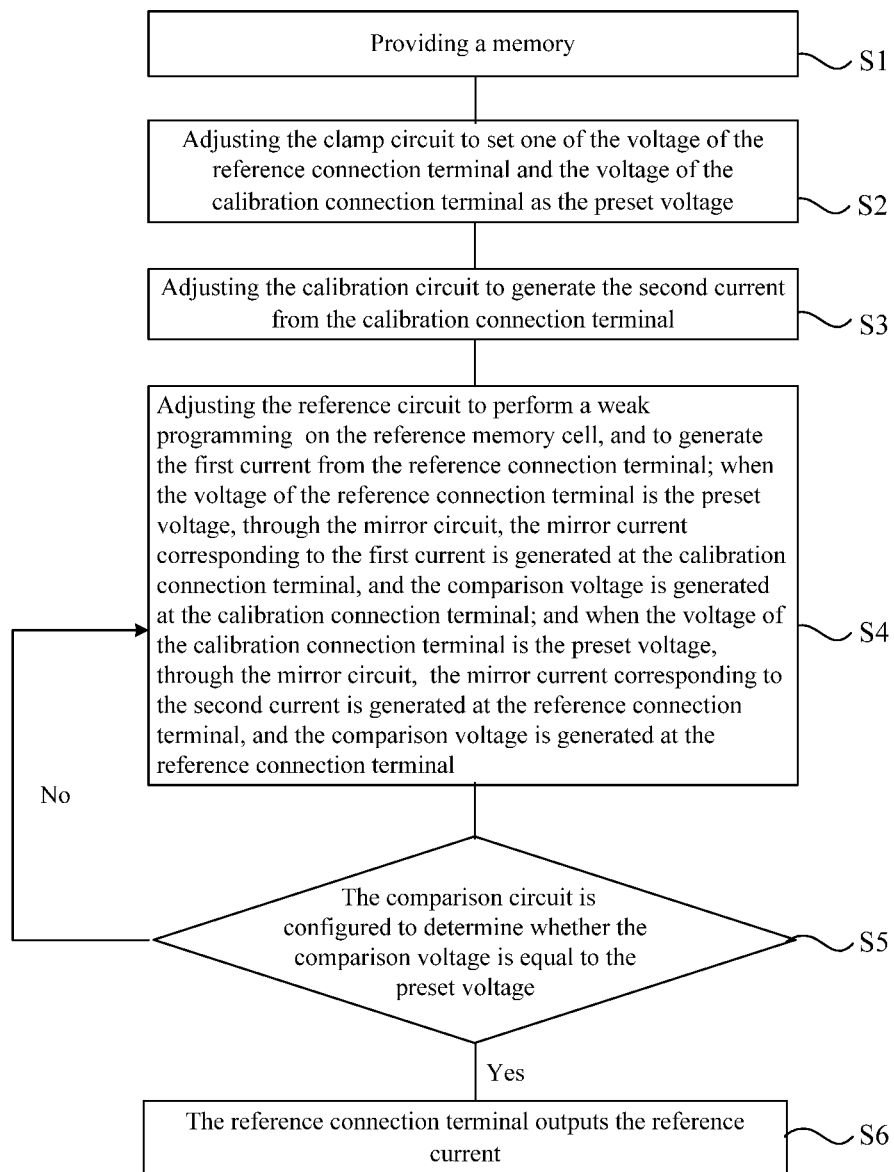 Providing a memory
S1
Adjusting the clamp circuit to set one of the voltage of the
reference connection terminal and the voltage of the
calibration connection terminal as the preset voltage
S2
Adjusting the calibration circuit to generate the second current
from the calibration connection terminal
S3
Adjusting the reference circuit to perform a weak
programming on the reference memory cell, and to generate
the first current from the reference connection terminal; when
the voltage of the reference connection terminal is the preset
voltage, through the mirror circuit, the mirror current
corresponding to the first current is generated at the calibration
connection terminal, and the comparison voltage is generated
at the calibration connection terminal; and when the voltage of
the calibration connection terminal is the preset voltage,
through the mirror circuit, the mirror current corresponding to
the second current is generated at the reference connection
terminal, and the comparison voltage is generated at the
reference connection terminal
S4
No
The comparison circuit is
configured to determine whether the
comparison voltage is equal to the
preset voltage
S5
Yes
The reference connection terminal outputs the reference
current
S6